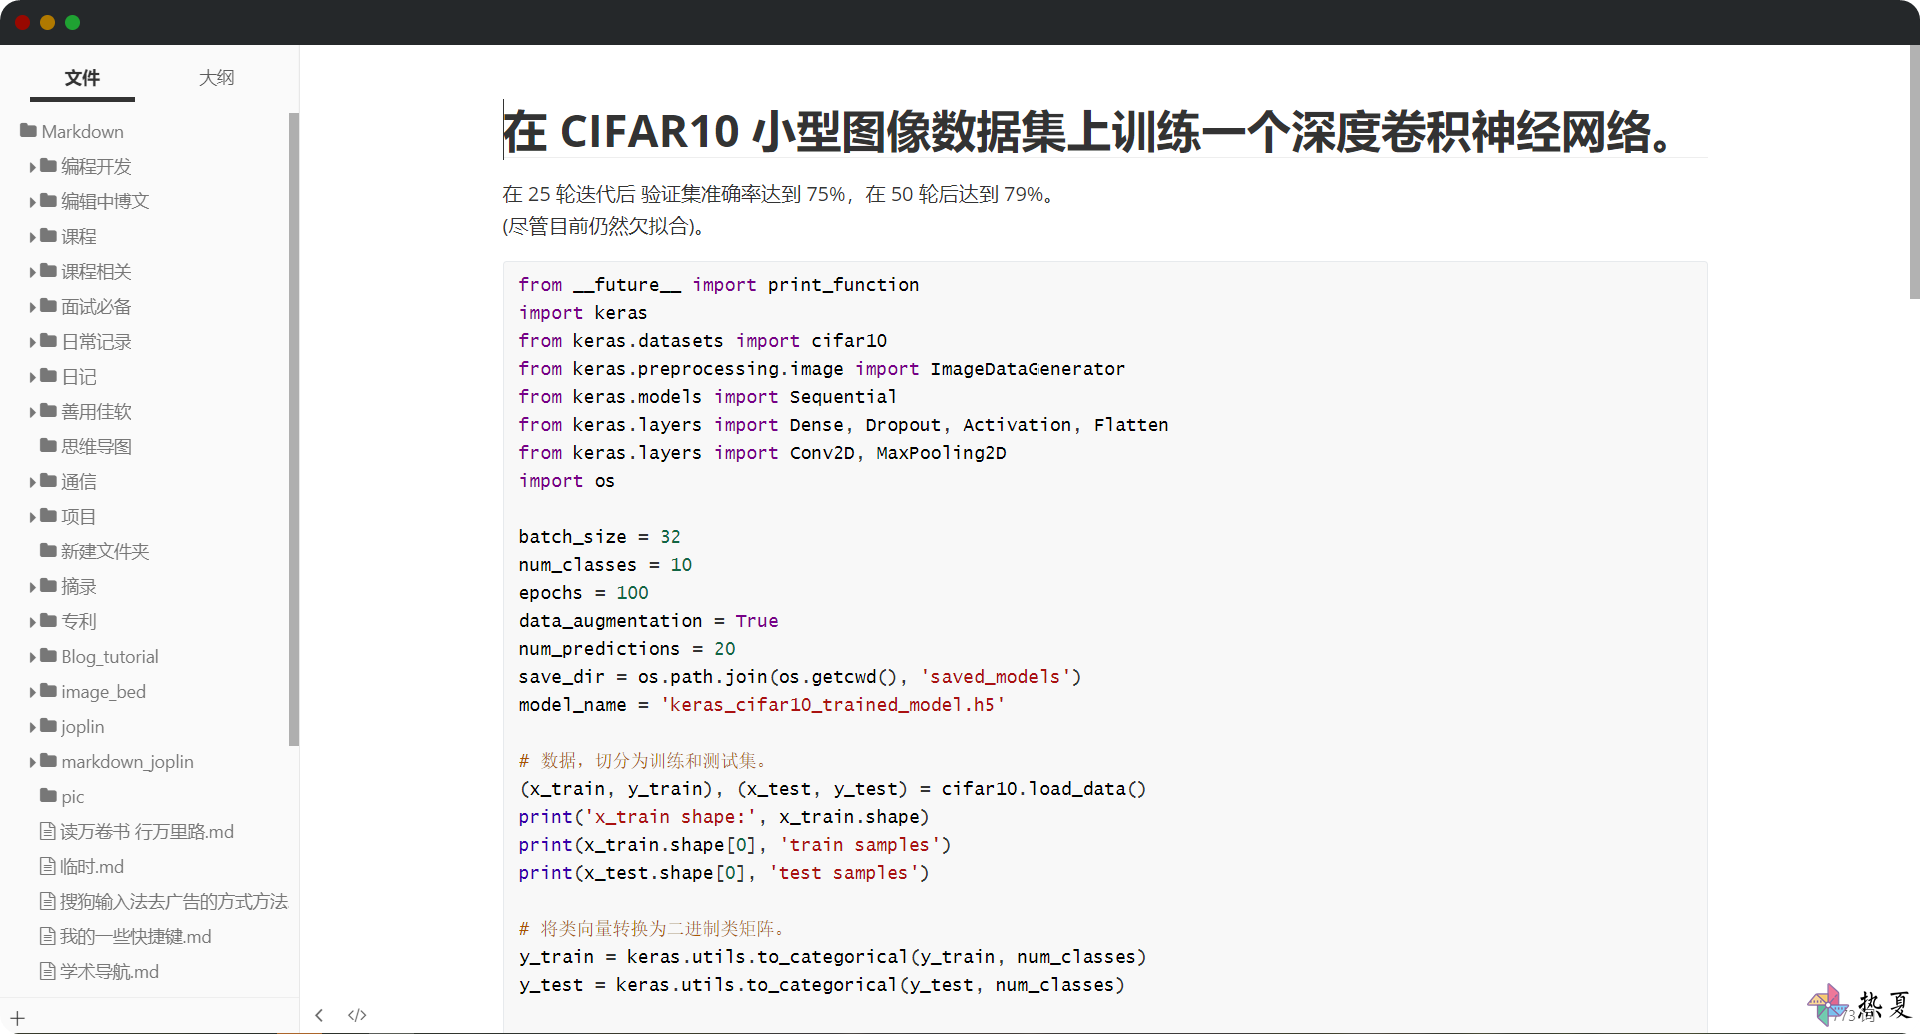 文件
大纲
Markdown
编程开发
编辑中博文
课程
课程相关
面试必备
日常记录
日记
善用佳软
思维导图
通信
项目
新建文件夹
摘录
专利
Blog_tutorial
image_bed
joplin
markdown_joplin
pic
读万卷书 行万里路.md
临时.md
搜狗输入法去广告的方式方法.
我的一些快捷键.md
学术导航.md
在 CIFAR10 小型图像数据集上训练一个深度卷积神经网络。
在 25 轮迭代后 验证集准确率达到 75%，在 50 轮后达到 79%。
(尽管目前仍然欠拟合)。
from __future__ import print_function
import keras
from keras.datasets import cifar10
from keras.preprocessing.image import ImageDataGenerator
from keras.models import Sequential
from keras.layers import Dense, Dropout, Activation, Flatten
from keras.layers import Conv2D, MaxPooling2D
import os
batch_size = 32
num_classes = 10
epochs = 100
data_augmentation = True
num_predictions = 20
save_dir = os.path.join(os.getcwd(), 'saved_models')
model_name = 'keras_cifar10_trained_model.h5'
# 数据，切分为训练和测试集。
(x_train, y_train), (x_test, y_test) = cifar10.load_data()
print('x_train shape:', x_train.shape)
print(x_train.shape[0], 'train samples')
print(x_test.shape[0], 'test samples')
# 将类向量转换为二进制类矩阵。
y_train = keras.utils.to_categorical(y_train, num_classes)
y_test = keras.utils.to_categorical(y_test, num_classes)
</>
热夏